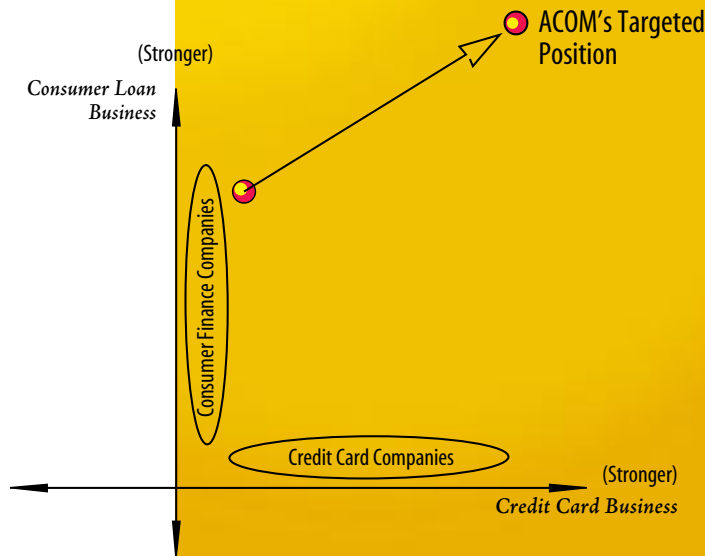 ACOM’s Targeted
Position
(Stronger)
Consumer Loan
Business
Consumer Finance Companies
Credit Card Companies
(Stronger)
Credit Card Business